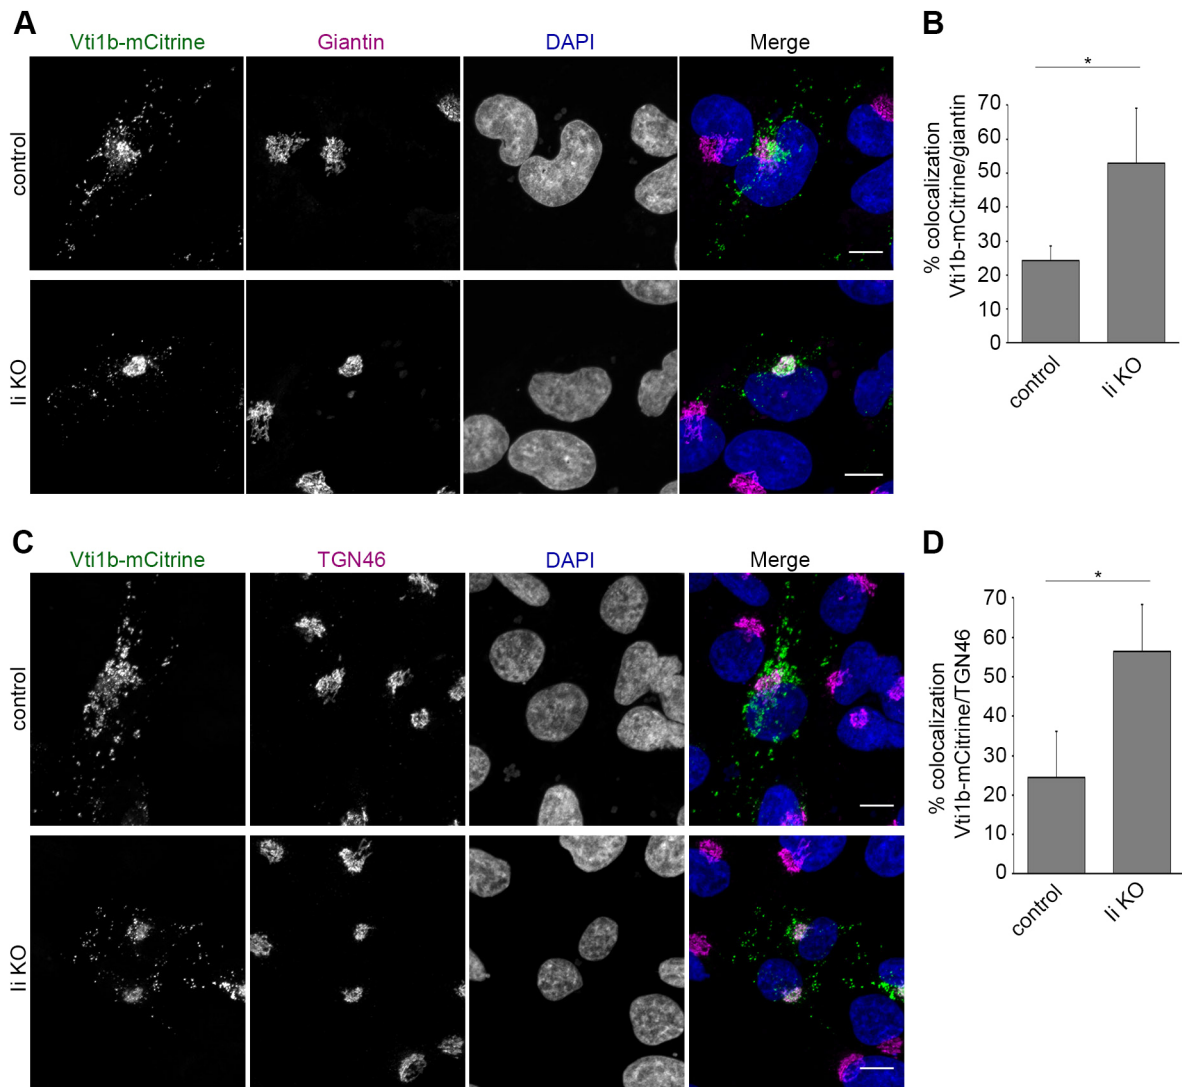 A
Vti1b-mCitrine Giantin DAPI Merge
control
Ii KO
B
*
% colocalization
Vti1b-mCitrine/giantin
70
60
50
40
30
20
10
0
control Ii KO
C
Vti1b-mCitrine TGN46 DAPI Merge
control
Ii KO
D
*
% colocalization
Vti1b-mCitrine/TGN46
70
60
50
40
30
20
10
0
control Ii KO